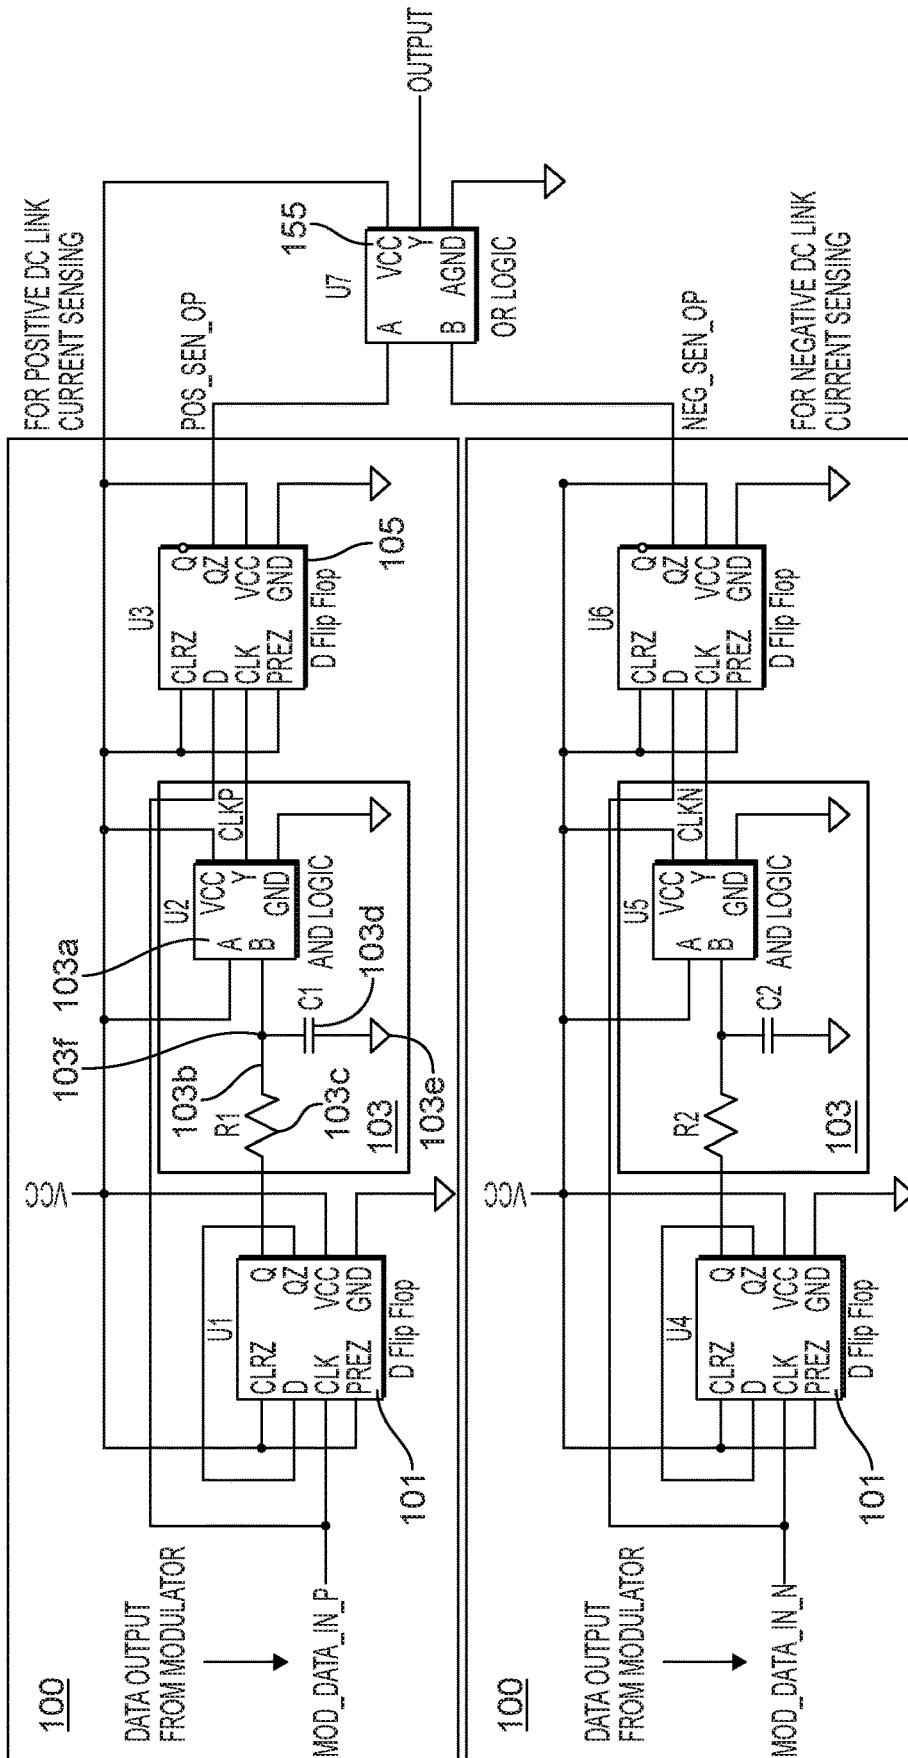 100
DATA OUTPUT
FROM MODULATOR
MOD_DATA_IN_P
101
U1
CLRZ
D
CLK
PREZ
Q
QZ
VCC
GND
D Flip Flop
VCC
R1
103b
103c
103f
103
103e
C1
103d
103a
U2
A
B
VCC
Y
GND
AND LOGIC
CLKP
U3
CLRZ
D
CLK
PREZ
Q
QZ
VCC
GND
D Flip Flop
105
FOR POSITIVE DC LINK
CURRENT SENSING
POS_SEN_OP
U7
A
B
VCC
Y
AGND
OR LOGIC
155
OUTPUT
100
DATA OUTPUT
FROM MODULATOR
MOD_DATA_IN_N
101
U4
CLRZ
D
CLK
PREZ
Q
QZ
VCC
GND
D Flip Flop
VCC
R2
103
C2
U5
A
B
VCC
Y
GND
AND LOGIC
CLKN
U6
CLRZ
D
CLK
PREZ
Q
QZ
VCC
GND
D Flip Flop
NEG_SEN_OP
FOR NEGATIVE DC LINK
CURRENT SENSING